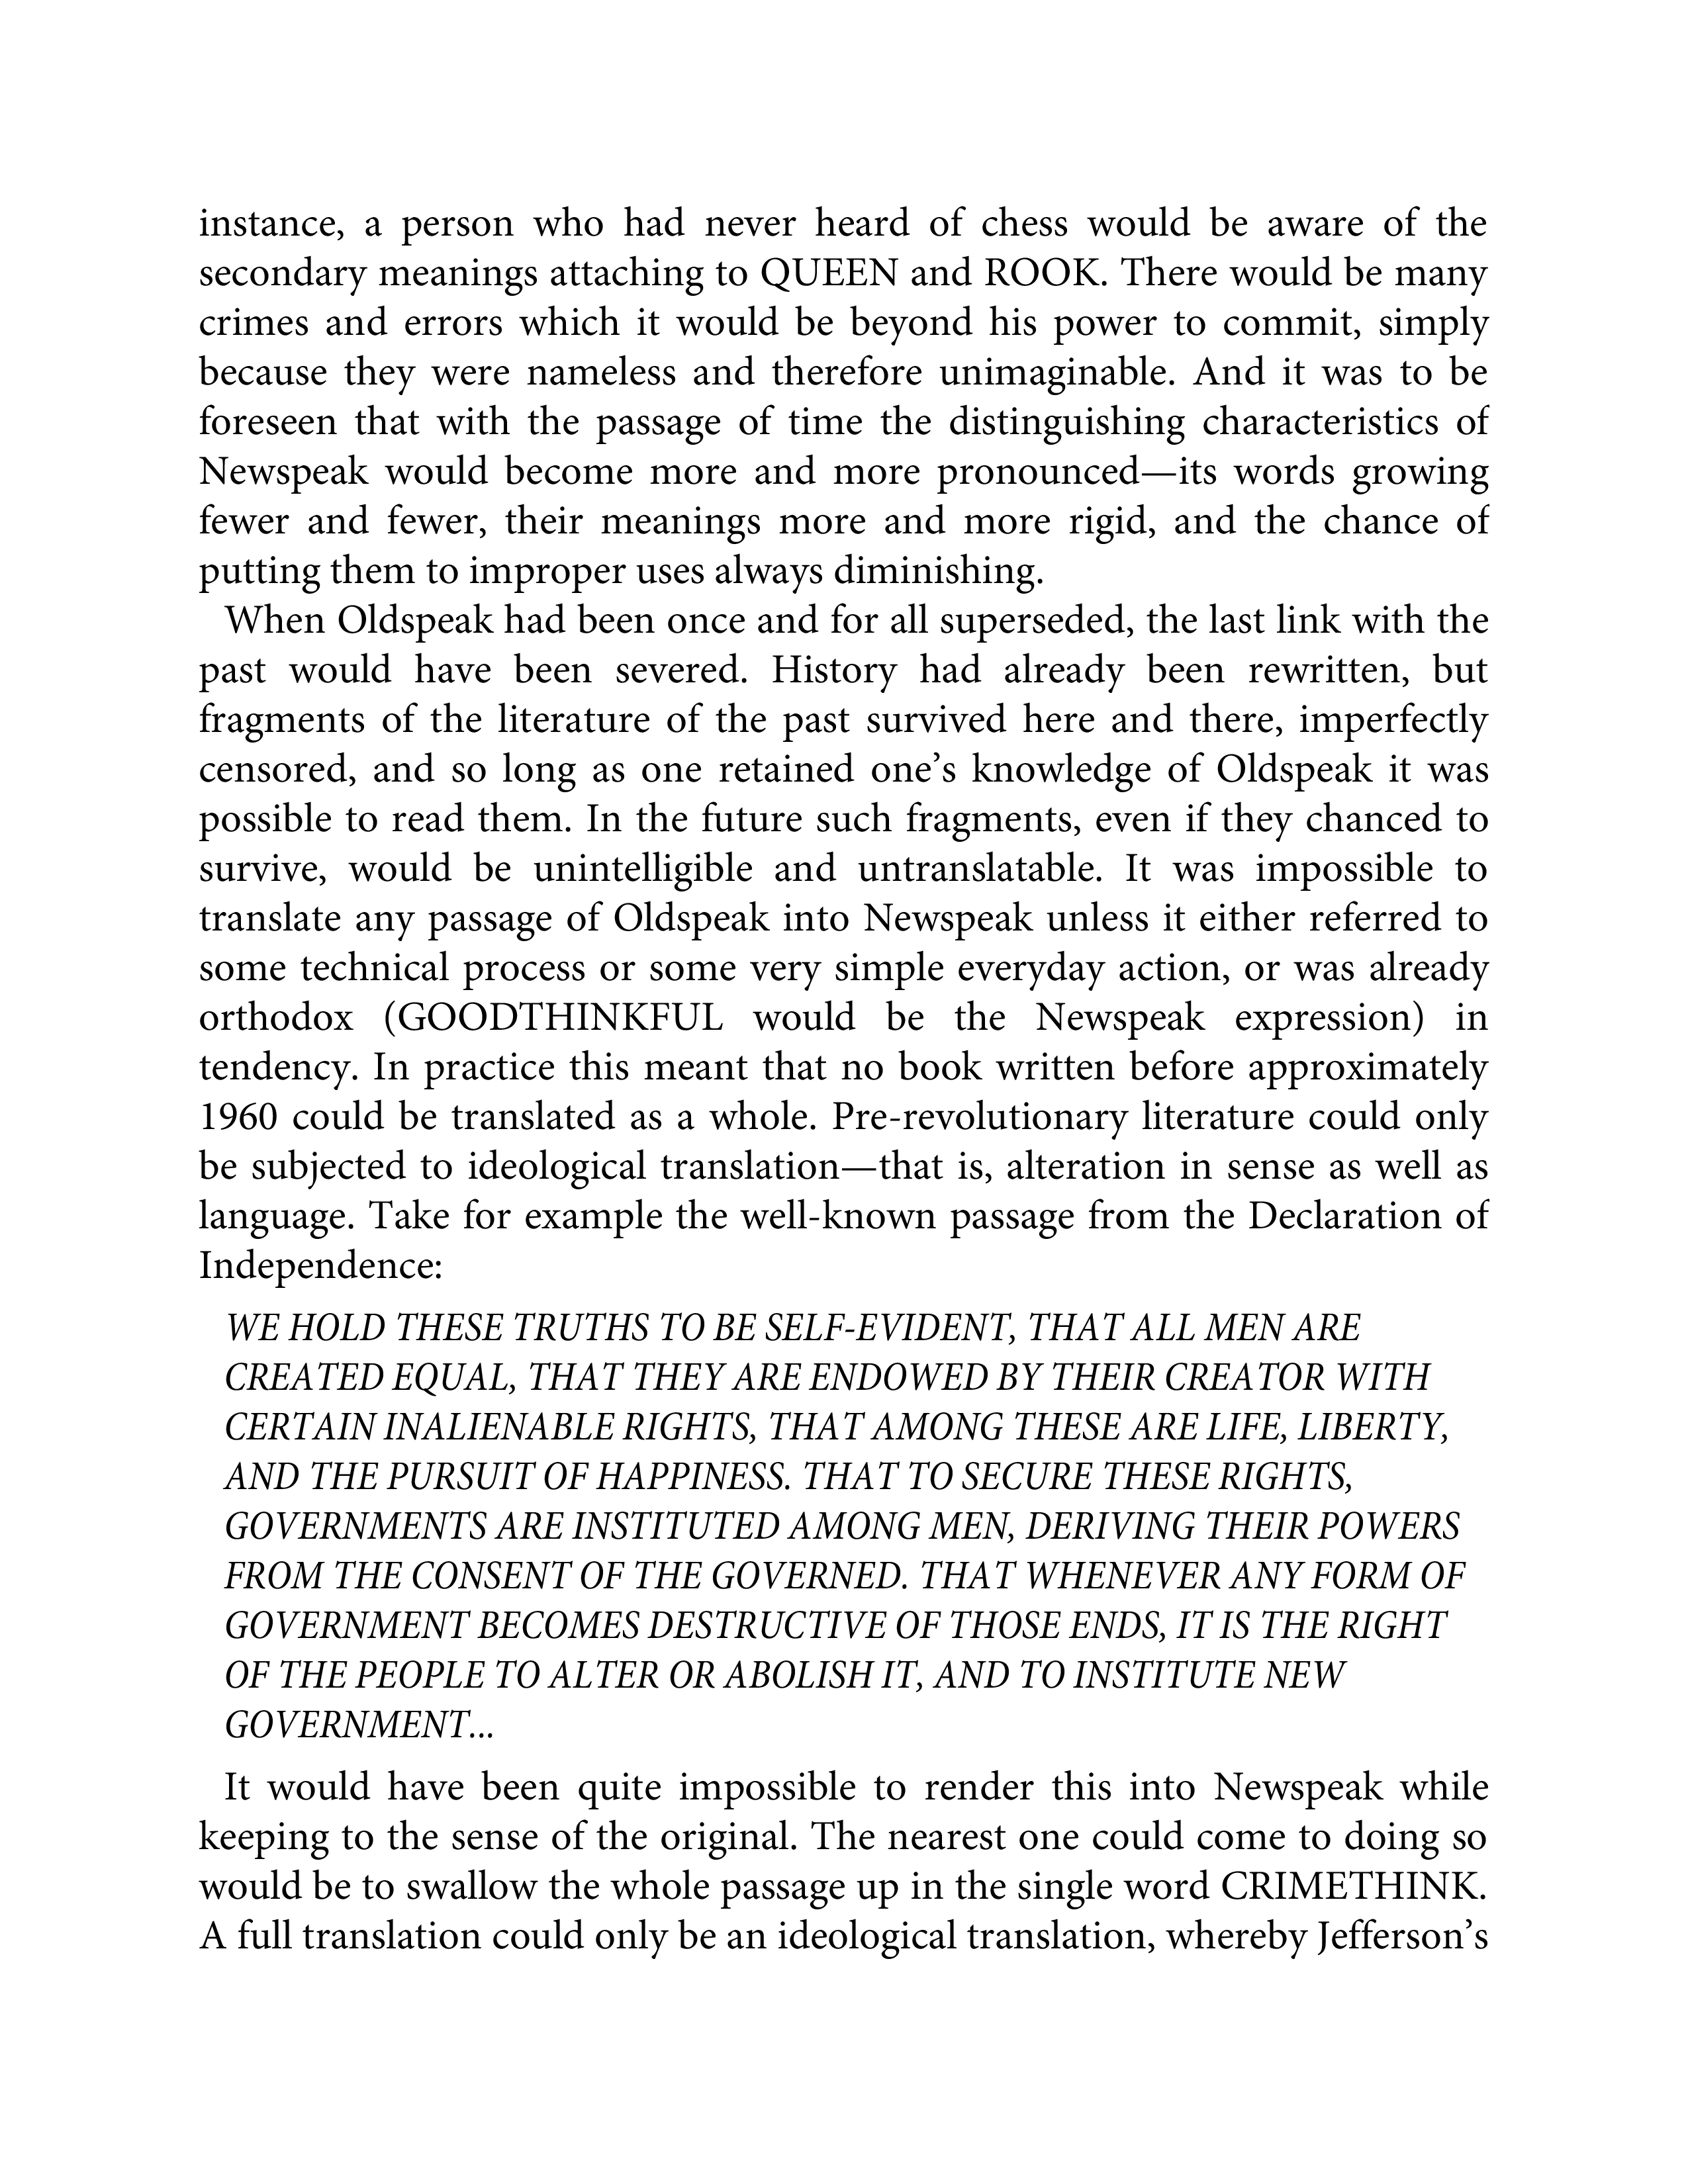 instance, a person who had never heard of chess would be aware of the
secondary meanings attaching to QUEEN and ROOK. There would be many
crimes and errors which it would be beyond his power to commit, simply
because they were nameless and therefore unimaginable. And it was to be
foreseen that with the passage of time the distinguishing characteristics of
Newspeak would become more and more pronounced—its words growing
fewer and fewer, their meanings more and more rigid, and the chance of
putting them to improper uses always diminishing.
When Oldspeak had been once and for all superseded, the last link with the
past would have been severed. History had already been rewritten, but
fragments of the literature of the past survived here and there, imperfectly
censored, and so long as one retained one’s knowledge of Oldspeak it was
possible to read them. In the future such fragments, even if they chanced to
survive, would be unintelligible and untranslatable. It was impossible to
translate any passage of Oldspeak into Newspeak unless it either referred to
some technical process or some very simple everyday action, or was already
orthodox (GOODTHINKFUL would be the Newspeak expression) in
tendency. In practice this meant that no book written before approximately
1960 could be translated as a whole. Pre-revolutionary literature could only
be subjected to ideological translation—that is, alteration in sense as well as
language. Take for example the well-known passage from the Declaration of
Independence:
WE HOLD THESE TRUTHS TO BE SELF-EVIDENT, THAT ALL MEN ARE
CREATED EQUAL, THAT THEY ARE ENDOWED BY THEIR CREATOR WITH
CERTAIN INALIENABLE RIGHTS, THAT AMONG THESE ARE LIFE, LIBERTY,
AND THE PURSUIT OF HAPPINESS. THAT TO SECURE THESE RIGHTS,
GOVERNMENTS ARE INSTITUTED AMONG MEN, DERIVING THEIR POWERS
FROM THE CONSENT OF THE GOVERNED. THAT WHENEVER ANY FORM OF
GOVERNMENT BECOMES DESTRUCTIVE OF THOSE ENDS, IT IS THE RIGHT
OF THE PEOPLE TO ALTER OR ABOLISH IT, AND TO INSTITUTE NEW
GOVERNMENT...
It would have been quite impossible to render this into Newspeak while
keeping to the sense of the original. The nearest one could come to doing so
would be to swallow the whole passage up in the single word CRIMETHINK.
A full translation could only be an ideological translation, whereby Jefferson’s